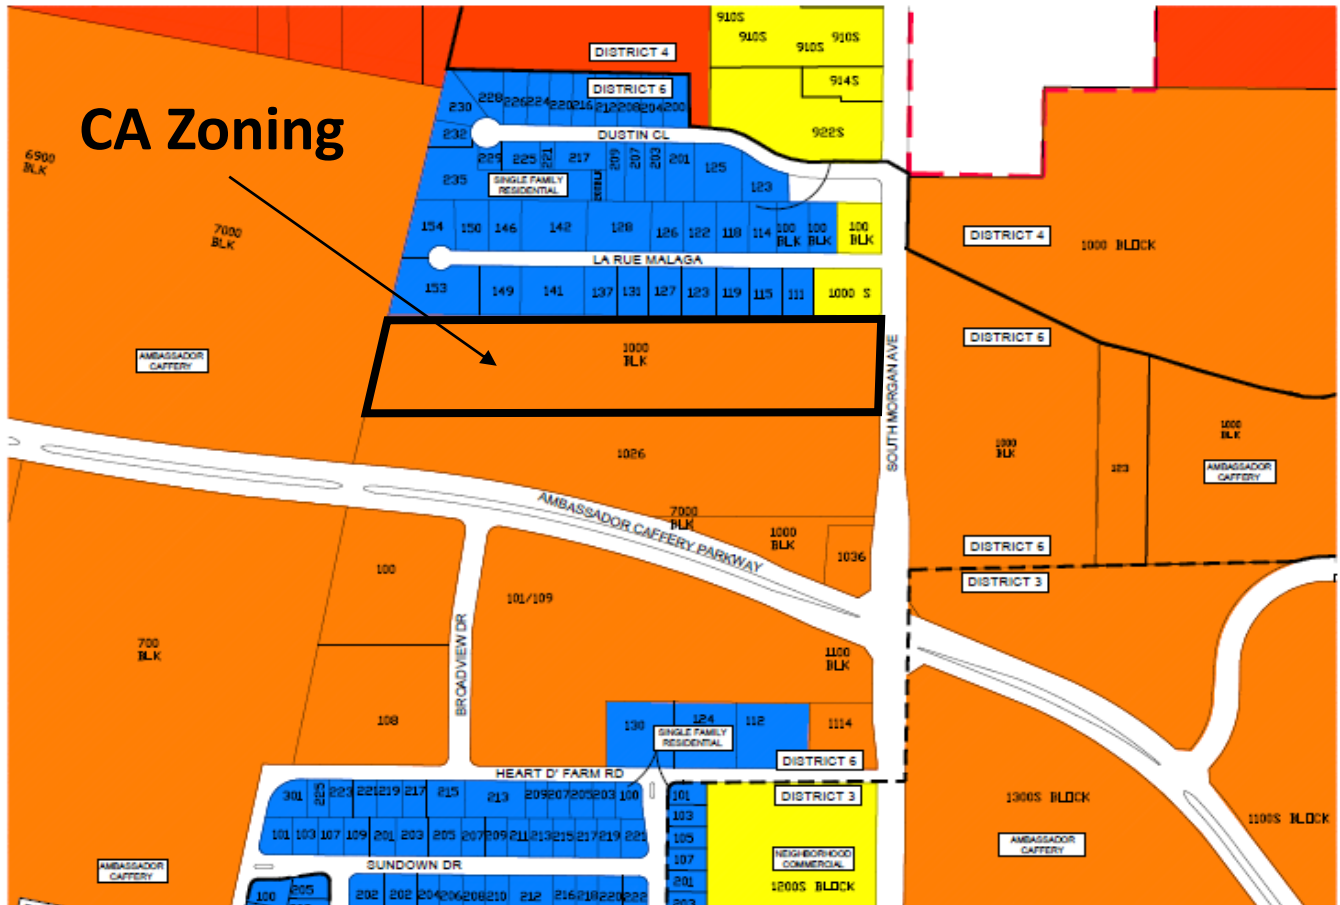 910S
910S
910S
910S
DISTRICT 4
914S
DISTRICT 6
228
226
224
220
216
212
208
204
200
230
CA Zoning
232
DUSTIN CL
922S
6900
BLK
229
225
221
217
209
207
203
201
125
235
SINGLE FAMILY
RESIDENTIAL
123
7000
BLK
154
150
146
142
128
126
122
118
114
100
BLK
100
BLK
100
BLK
DISTRICT 4
1000 BLOCK
LA RUE MALAGA
153
149
141
137
131
127
123
119
115
111
1000 S
DISTRICT 6
AMBASSADOR
CAFFERY
1000
BLK
SOUTH MORGAN AVE
1000
BLK
1000
BLK
123
AMBASSADOR
CAFFERY
1026
AMBASSADOR CAFFERY PARKWAY
7000
BLK
1000
BLK
1036
DISTRICT 6
DISTRICT 3
100
101/109
BROADVIEW DR
700
BLK
1100
BLK
108
130
124
112
1114
SINGLE FAMILY
RESIDENTIAL
DISTRICT 6
HEART D' FARM RD
301
225
223
221
219
217
215
213
209
207
205
203
100
101
DISTRICT 3
1300S BLOCK
103
1100S BLOCK
101
103
107
109
201
203
205
207
209
211
213
215
217
219
221
105
AMBASSADOR
CAFFERY
107
NEIGHBORHOOD
COMMERCIAL
AMBASSADOR
CAFFERY
SUNDOWN DR
201
1200S BLOCK
100
205
202
202
204
206
208
210
212
216
218
220
222
203